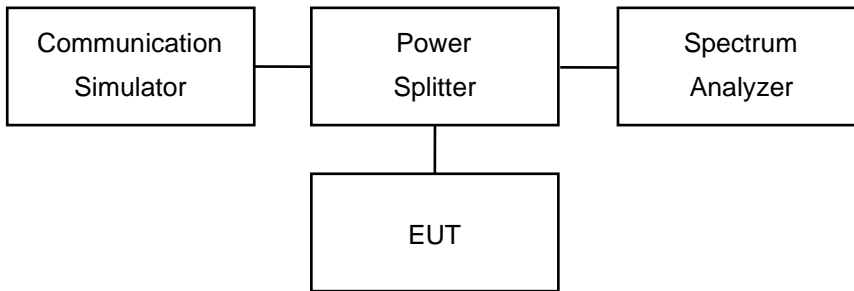 Communication
Simulator
Power
Splitter
Spectrum
Analyzer
EUT